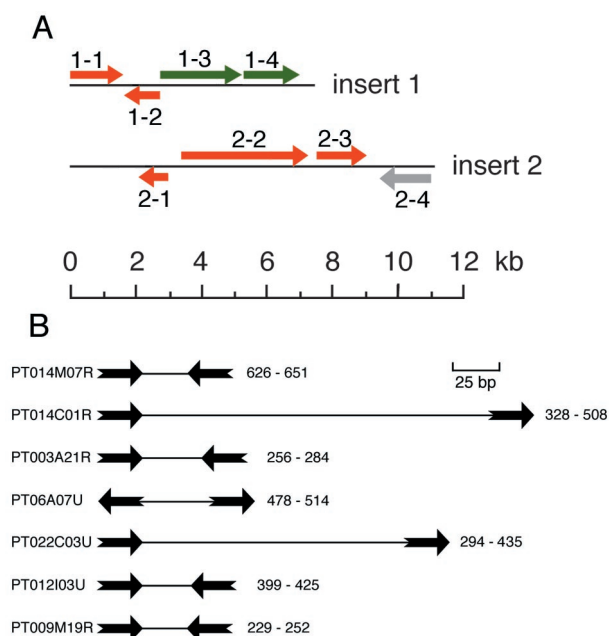 A
1-1 1-3 1-4
insert 1
1-2
2-2 2-3
insert 2
2-1 2-4
0 2 4 6 8 10 12 kb
B
PT014M07R 626 - 651
25 bp
PT014C01R 328 - 508
PT003A21R 256 - 284
PT06A07U 478 - 514
PT022C03U 294 - 435
PT012I03U 399 - 425
PT009M19R 229 - 252